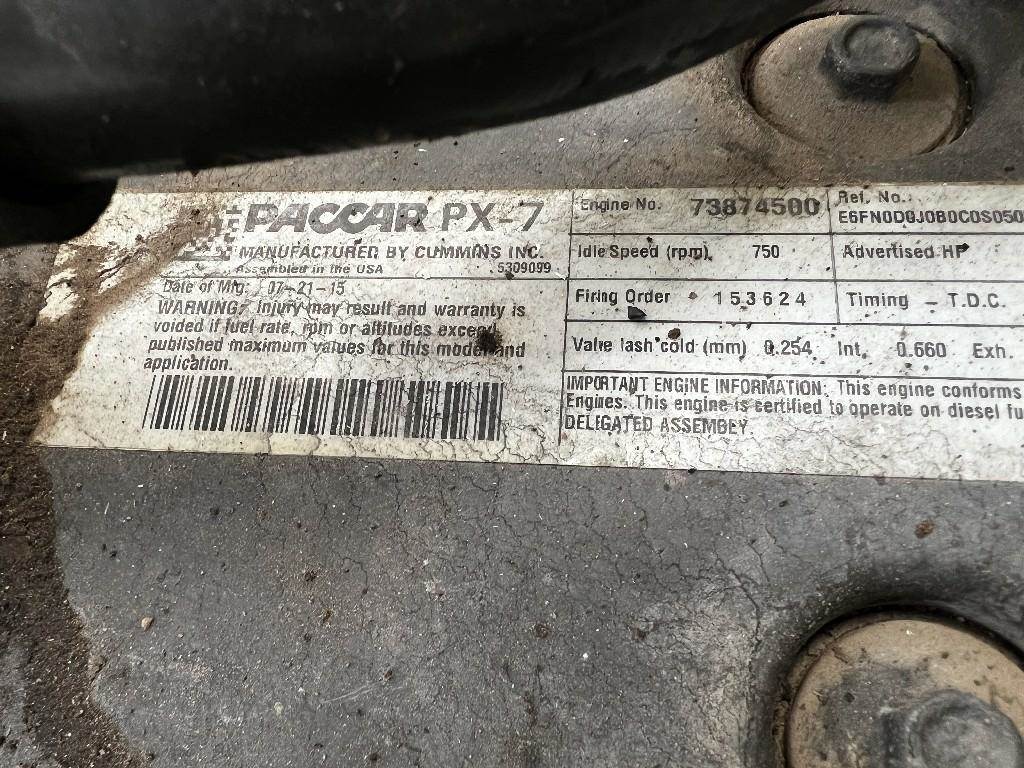 PACCAR PX-7
MANUFACTURED BY CUMMINS INC.
Assembled in the USA 5309099
Date of Mfg: 07-21-15
WARNING: Injury may result and warranty is
voided if fuel rate, rpm or altitudes exceed
published maximum values for this model and
application.
Engine No. 73874500
Ref. No.
E6FN0D0J0B0C0S050
Idle Speed (rpm) 750
Advertised HP
Firing Order 153624
Timing - T.D.C.
Valve lash cold (mm) 0.254 Int. 0.660 Exh.
IMPORTANT ENGINE INFORMATION: This engine conforms
Engines. This engine is certified to operate on diesel fu
DELIGATED ASSEMBLY.